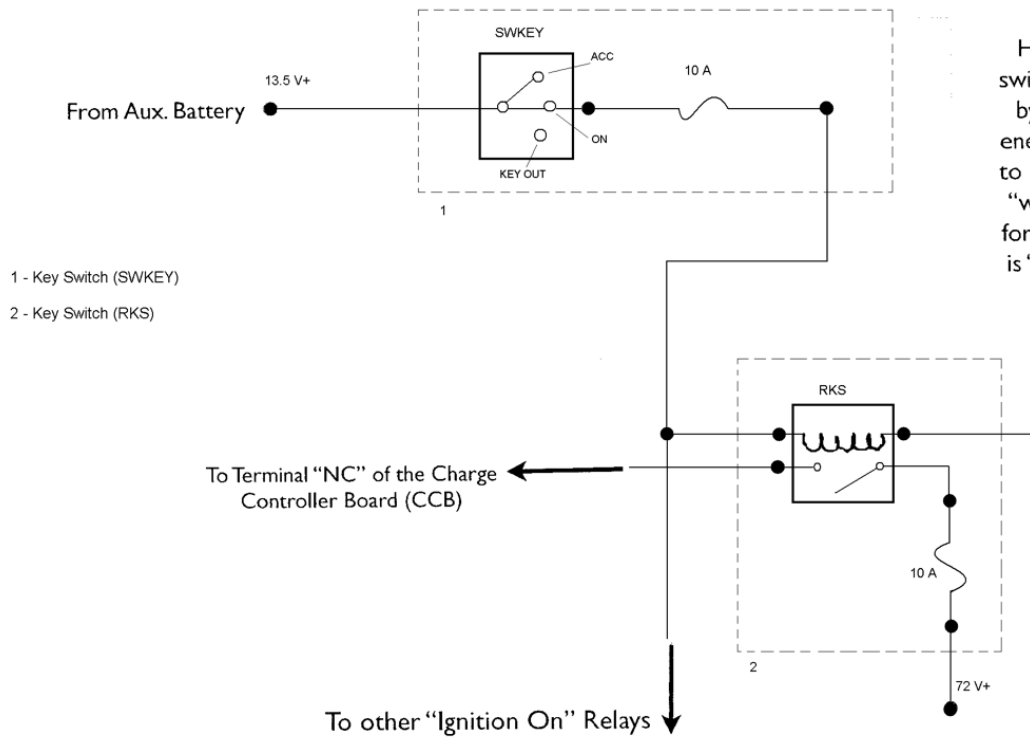 SWKEY
ACC
13.5 V+
10 A
From Aux. Battery
ON
KEY OUT
1
to
1 - Key Switch (SWKEY)
2 - Key Switch (RKS)
RKS
To Terminal “NC” of the Charge
Controller Board (CCB)
10 A
2
72 V+
To other “Ignition On” Relays